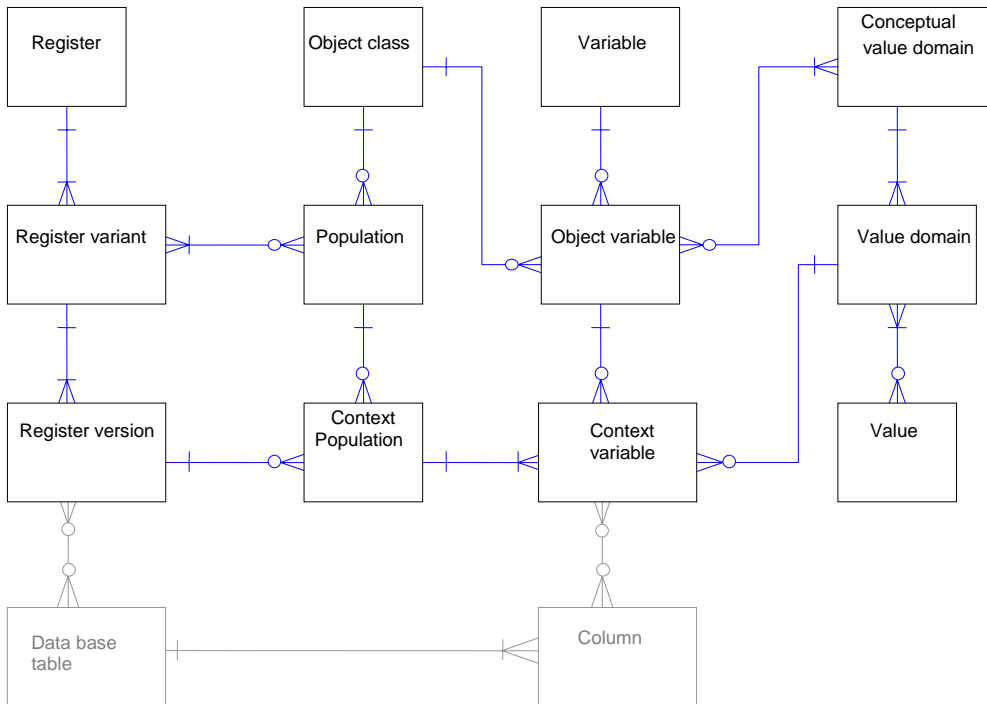 Register
Object class
Variable
Conceptual
value domain
Register variant
Population
Object variable
Value domain
Register version
Context
Population
Context
variable
Value
Data base
table
Column